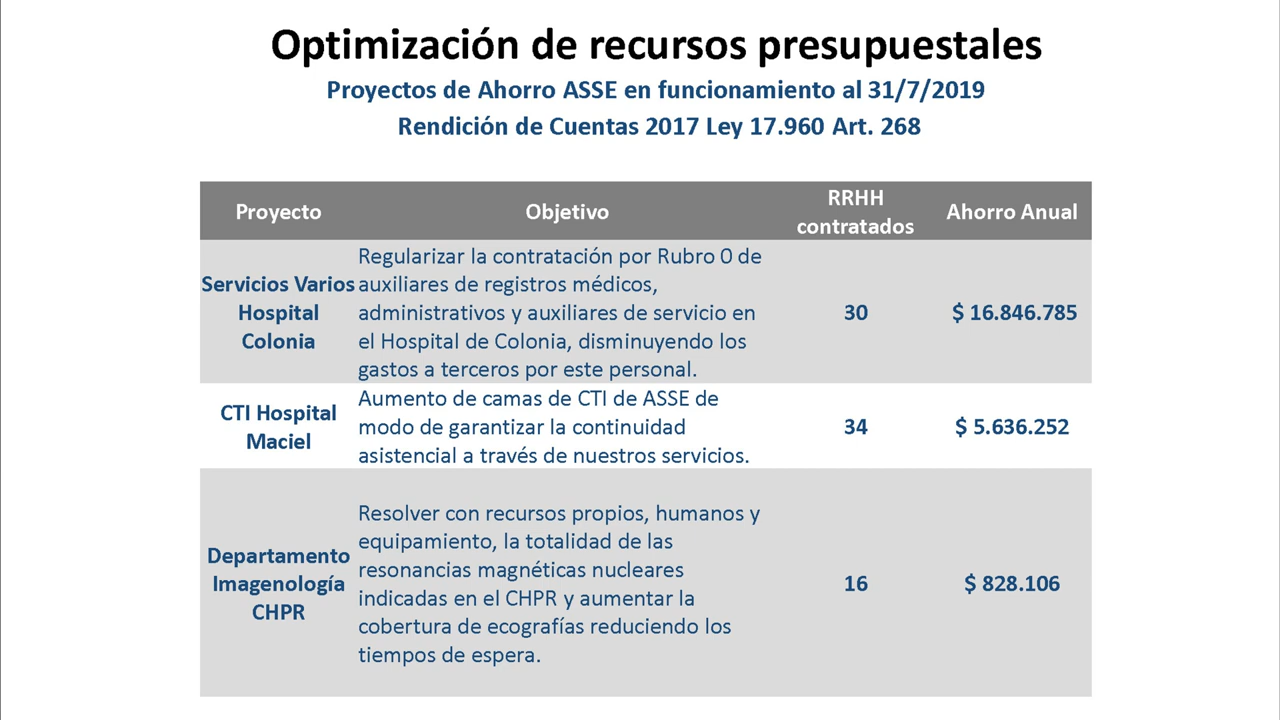 Optimización de recursos presupuestales
Proyectos de Ahorro ASSE en funcionamiento al 31/7/2019
Rendición de Cuentas 2017 Ley 17.960 Art. 268
Proyecto
Objetivo
RRHH
contratados
Ahorro Anual
Servicios Varios
Hospital
Colonia
Regularizar la contratación por Rubro 0 de
auxiliares de registros médicos,
administrativos y auxiliares de servicio en
el Hospital de Colonia, disminuyendo los
gastos a terceros por este personal.
30
$ 16.846.785
CTI Hospital
Maciel
Aumento de camas de CTI de ASSE de
modo de garantizar la continuidad
asistencial a través de nuestros servicios.
34
$ 5.636.252
Departamento
Imagenología
CHPR
Resolver con recursos propios, humanos y
equipamiento, la totalidad de las
resonancias magnéticas nucleares
indicadas en el CHPR y aumentar la
cobertura de ecografías reduciendo los
tiempos de espera.
16
$ 828.106